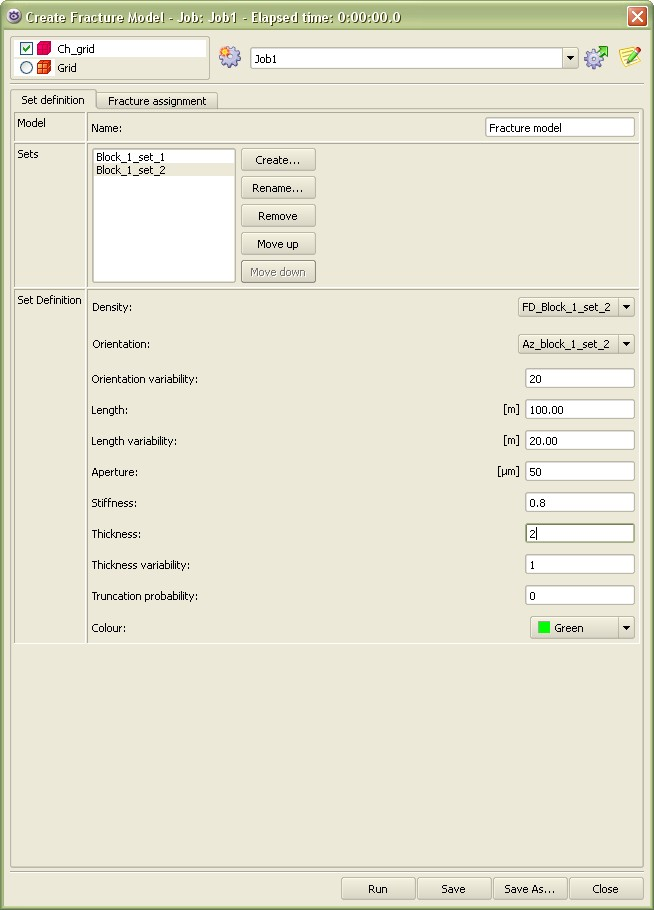 Create Fracture Model - Job: Job1 - Elapsed time: 0:00:00.0
Ch_grid
Grid
Job1
Set definition
Fracture assignment
Model
Name:
Fracture model
Sets
Block_1_set_1
Block_1_set_2
Create...
Rename...
Remove
Move up
Move down
Set Definition
Density:
FD_Block_1_set_2
Orientation:
Az_block_1_set_2
Orientation variability:
20
Length:
[m]
100.00
Length variability:
[m]
20.00
Aperture:
[µm]
50
Stiffness:
0.8
Thickness:
2
Thickness variability:
1
Truncation probability:
0
Colour:
Green
Run
Save
Save As...
Close